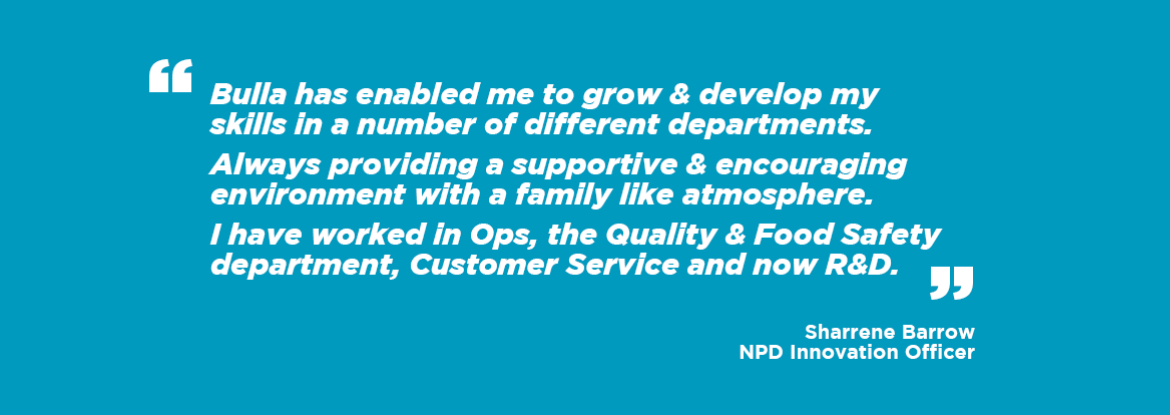 “
Bulla has enabled me to grow & develop my
skills in a number of different departments.
Always providing a supportive & encouraging
environment with a family like atmosphere.
I have worked in Ops, the Quality & Food Safety
department, Customer Service and now R&D.
”
Sharrene Barrow
NPD Innovation Officer